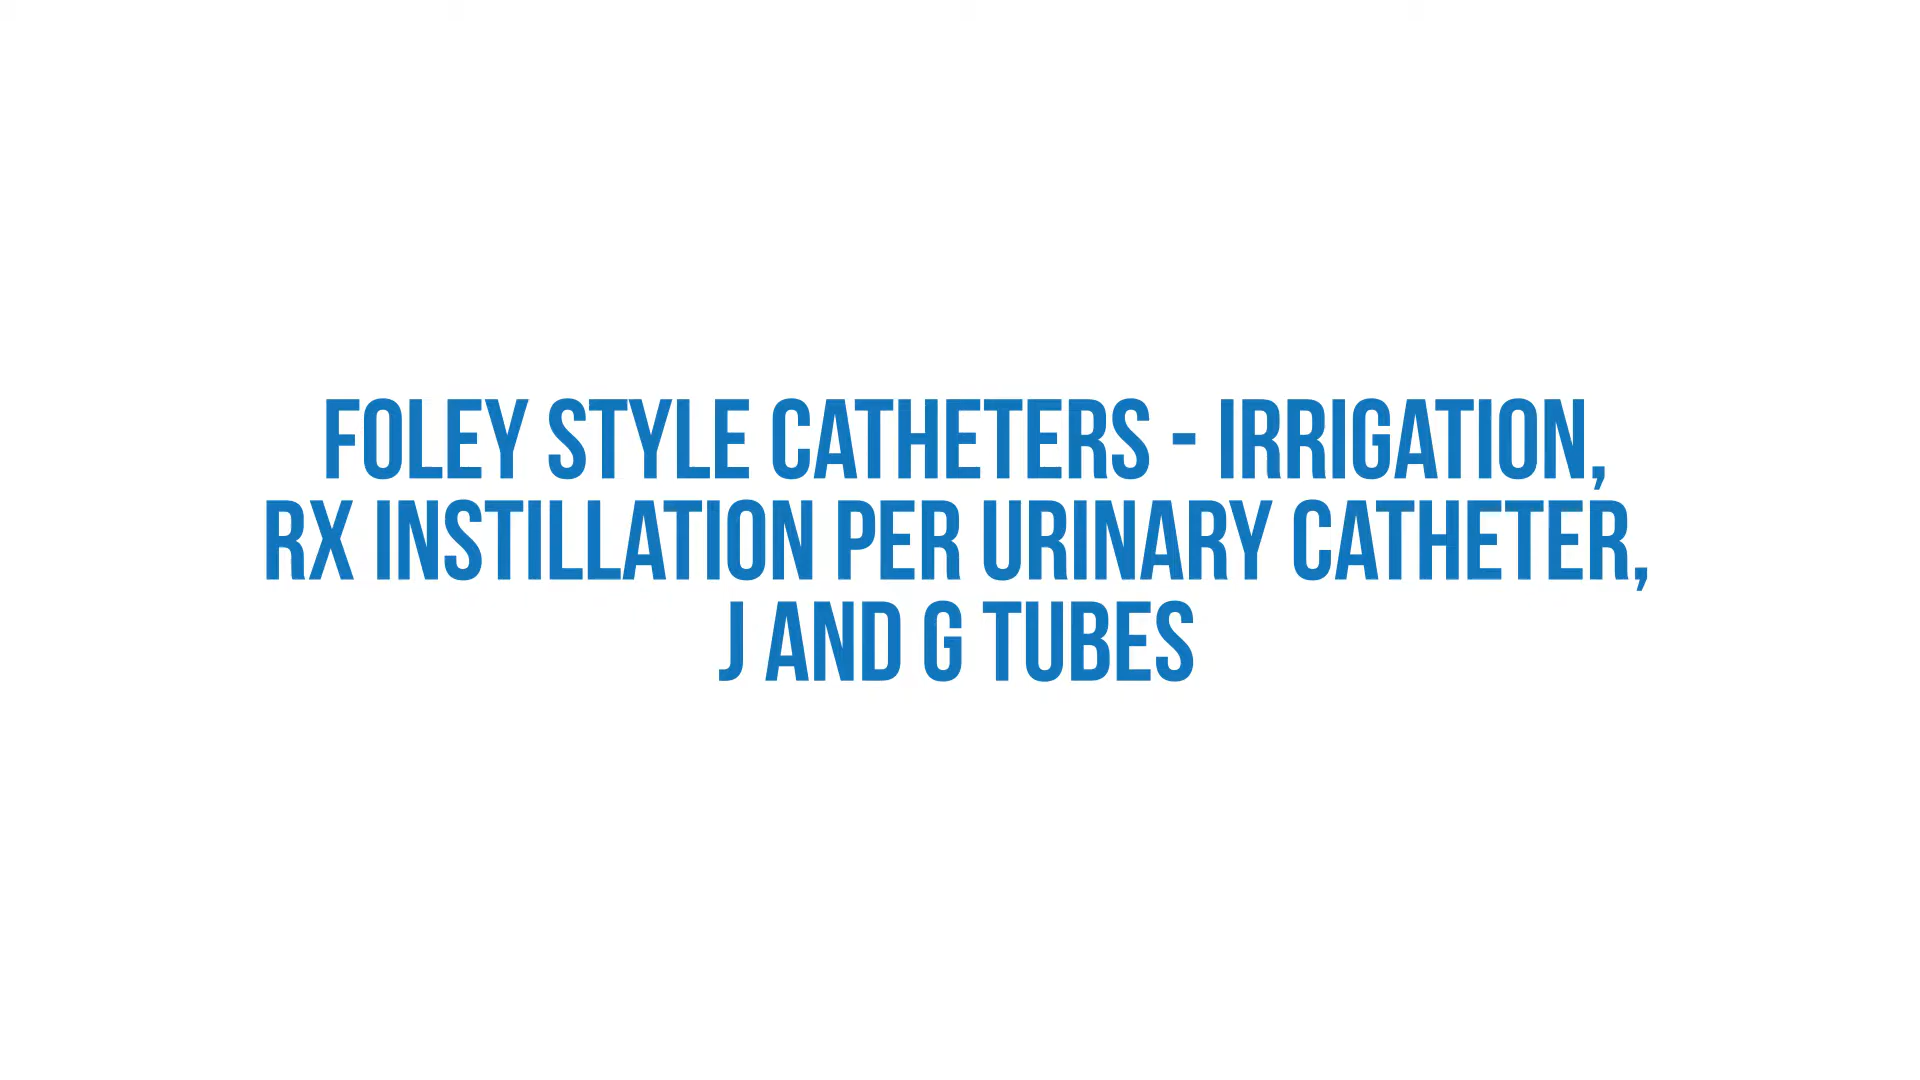 FOLEY STYLE CATHETERS - IRRIGATION,
RX INSTILLATION PER URINARY CATHETER,
J AND G TUBES